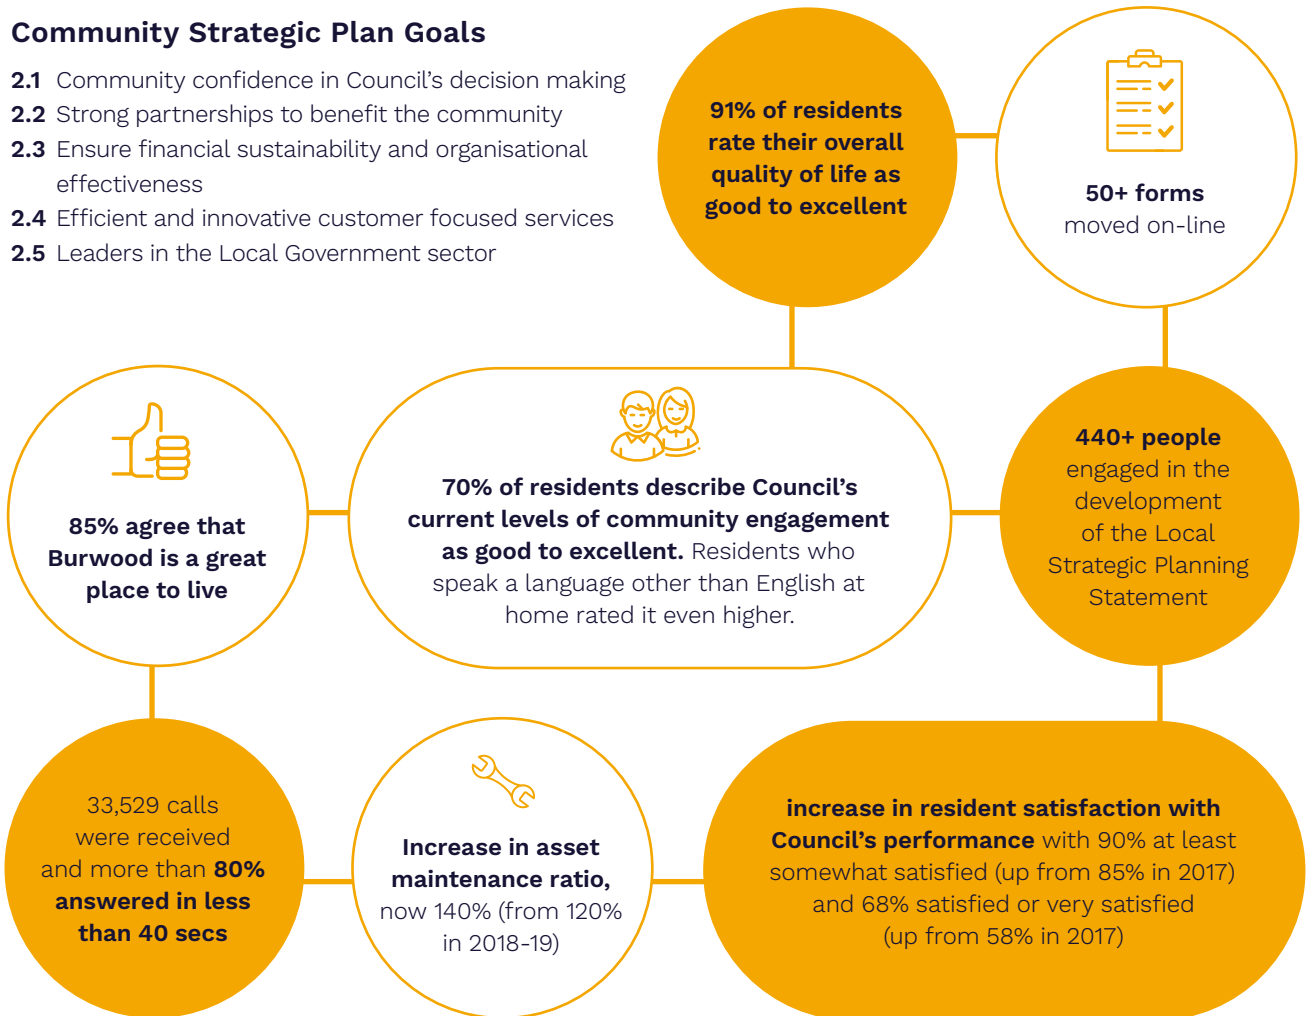 Community Strategic Plan Goals
2.1 Community confidence in Council’s decision making
2.2 Strong partnerships to benefit the community
2.3 Ensure financial sustainability and organisational
effectiveness
2.4 Efficient and innovative customer focused services
2.5 Leaders in the Local Government sector
91% of residents
rate their overall
quality of life as
good to excellent
50+ forms
moved on-line
85% agree that
Burwood is a great
place to live
70% of residents describe Council’s
current levels of community engagement
as good to excellent. Residents who
speak a language other than English at
home rated it even higher.
440+ people
engaged in the
development
of the Local
Strategic Planning
Statement
33,529 calls
were received
and more than 80%
answered in less
than 40 secs
Increase in asset
maintenance ratio,
now 140% (from 120%
in 2018-19)
increase in resident satisfaction with
Council’s performance with 90% at least
somewhat satisfied (up from 85% in 2017)
and 68% satisfied or very satisfied
(up from 58% in 2017)